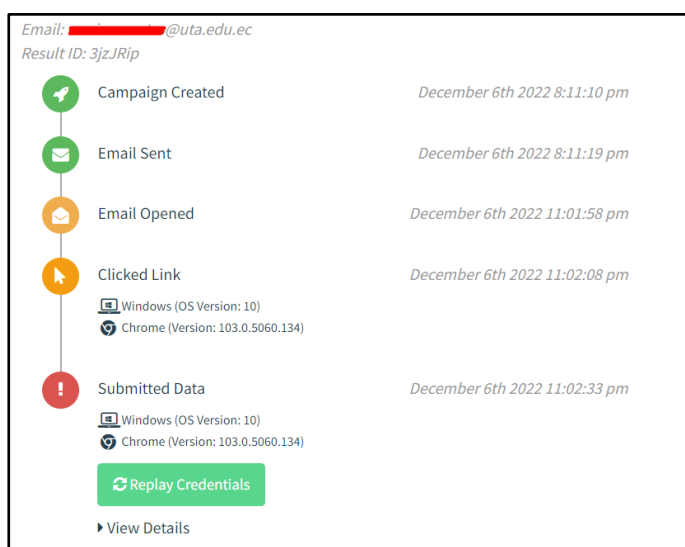 Email: @uta.edu.ec
Result ID: 3jzJRip
Campaign Created December 6th 2022 8:11:10 pm
Email Sent December 6th 2022 8:11:19 pm
Email Opened December 6th 2022 11:01:58 pm
Clicked Link December 6th 2022 11:02:08 pm
Windows (OS Version: 10)
Chrome (Version: 103.0.5060.134)
! Submitted Data December 6th 2022 11:02:33 pm
Windows (OS Version: 10)
Chrome (Version: 103.0.5060.134)
Replay Credentials
View Details